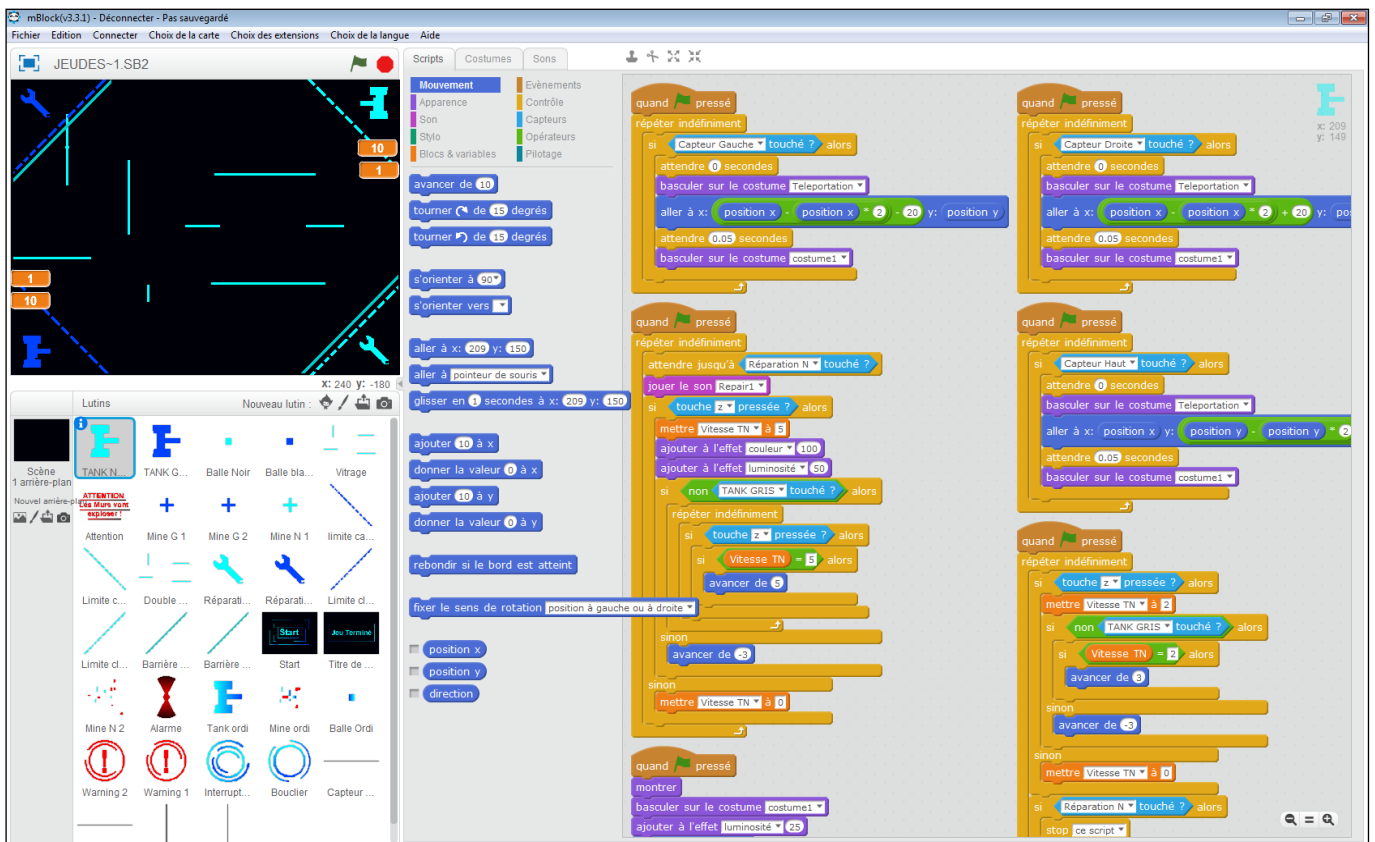 mBlock(v3.3.1) - Déconnecter - Pas sauvegardé
Fichier Edition Connecter Choix de la carte Choix des extensions Choix de la langue Aide
JEUDES~1.SB2
10
1
1
10
x: 240 y: -180
Lutins Nouveau lutin :
Scène
1 arrière-plan
Nouvel arrière-pl
TANK N... TANK G... Balle Noir Balle bla... Vitrage
ATTENTION
Les Murs vont
exploser !
Attention Mine G 1 Mine G 2 Mine N 1 limite ca...
Limite c... Double ... Réparati... Réparati... Limite cl...
Start
Jeu Terminé
Limite cl... Barrière ... Barrière ... Start Titre de ...
Mine N 2 Alarme Tank ordi Mine ordi Balle Ordi
Warning 2 Warning 1 Interrupt... Bouclier Capteur ...
Scripts Costumes Sons
Mouvement Evènements
Apparence Contrôle
Son Capteurs
Stylo Opérateurs
Blocs & variables Pilotage
avancer de 10
tourner de 15 degrés
tourner de 15 degrés
s'orienter à 90
s'orienter vers
aller à x: 209 y: 150
aller à pointeur de souris
glisser en 1 secondes à x: 209 y: 150
ajouter 10 à x
donner la valeur 0 à x
ajouter 10 à y
donner la valeur 0 à y
rebondir si le bord est atteint
fixer le sens de rotation position à gauche ou à droite
position x
position y
direction
quand pressé
répéter indéfiniment
si Capteur Gauche touché ? alors
attendre 0 secondes
basculer sur le costume Teleportation
aller à x: position x - position x * 2 - 20 y: position y
attendre 0.05 secondes
basculer sur le costume costume1
quand pressé
répéter indéfiniment
attendre jusqu'à Réparation N touché ?
jouer le son Repair1
si touche z pressée ? alors
mettre Vitesse TN à 5
ajouter à l'effet couleur 100
ajouter à l'effet luminosité 50
si non TANK GRIS touché ? alors
répéter indéfiniment
si touche z pressée ? alors
si Vitesse TN = 5 alors
avancer de 5
sinon
avancer de -3
sinon
mettre Vitesse TN à 0
quand pressé
montrer
basculer sur le costume costume1
ajouter à l'effet luminosité 25
quand pressé
répéter indéfiniment
si Capteur Droite touché ? alors
attendre 0 secondes
basculer sur le costume Teleportation
aller à x: position x - position x * 2 + 20 y: po
attendre 0.05 secondes
basculer sur le costume costume1
x: 209
y: 149
quand pressé
répéter indéfiniment
si Capteur Haut touché ? alors
attendre 0 secondes
basculer sur le costume Teleportation
aller à x: position x y: position y - position y * 2
attendre 0.05 secondes
basculer sur le costume costume1
quand pressé
répéter indéfiniment
si touche z pressée ? alors
mettre Vitesse TN à 2
si non TANK GRIS touché ? alors
si Vitesse TN = 2 alors
avancer de 3
sinon
avancer de -3
sinon
mettre Vitesse TN à 0
si Réparation N touché ? alors
stop ce script